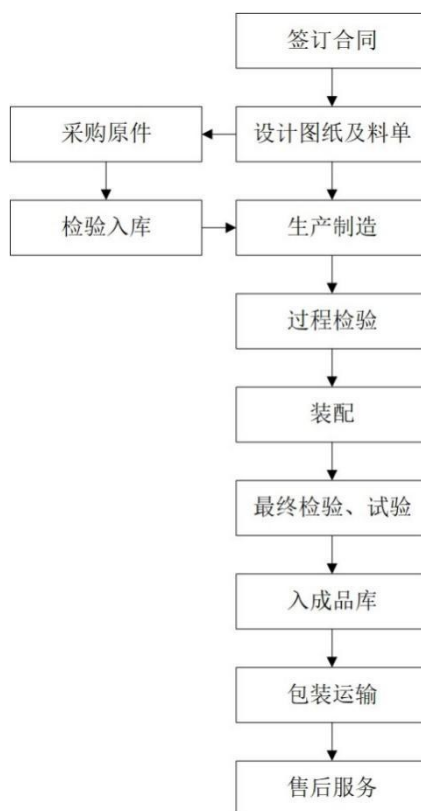 签订合同
采购原件
设计图纸及料单
检验入库
生产制造
过程检验
装配
最终检验、试验
入成品库
包装运输
售后服务